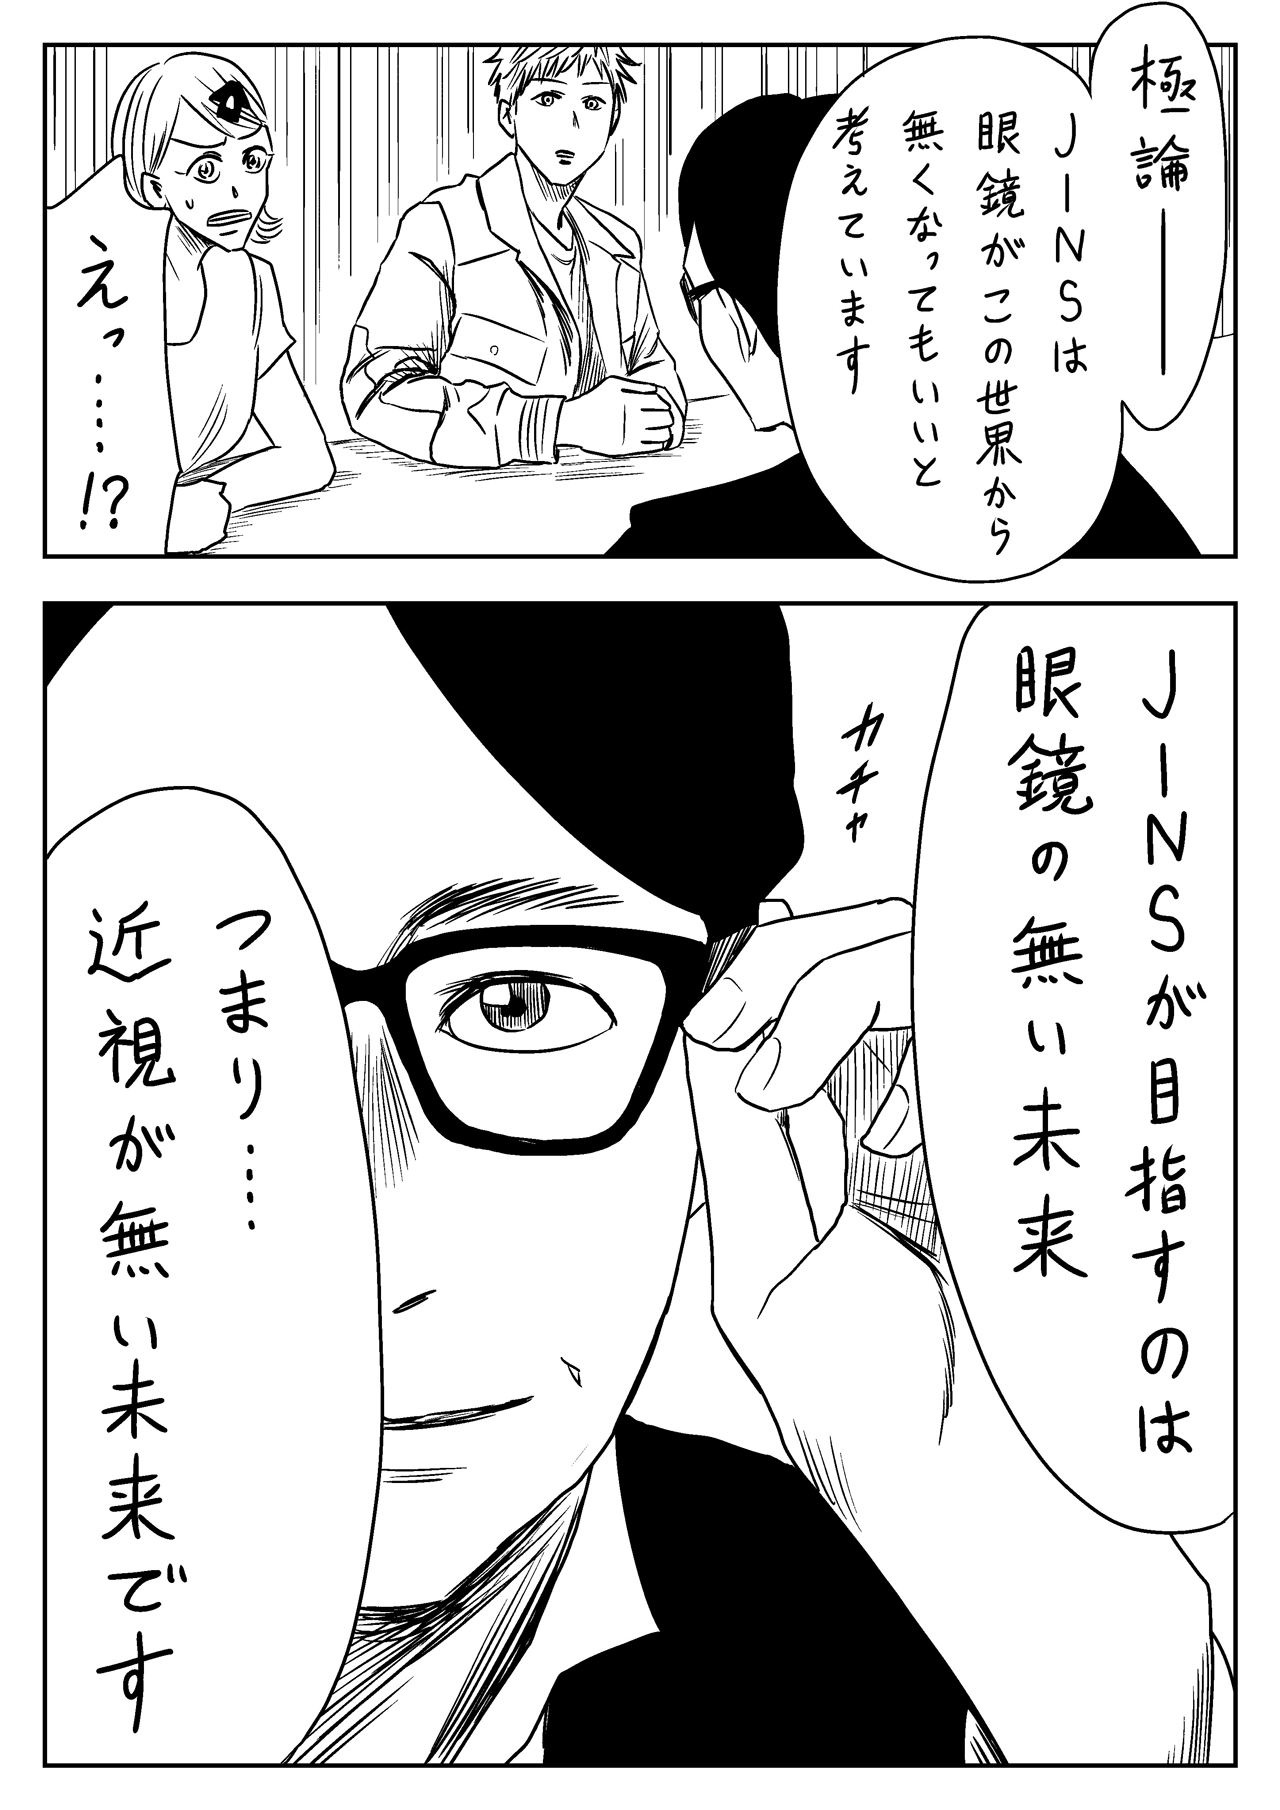 極論――
JINSは
眼鏡がこの世界から
無くなってもいいと
考えています
えっ……!?
JINSが目指すのは
眼鏡の無い未来
カチャ
つまり……
近視が無い未来です